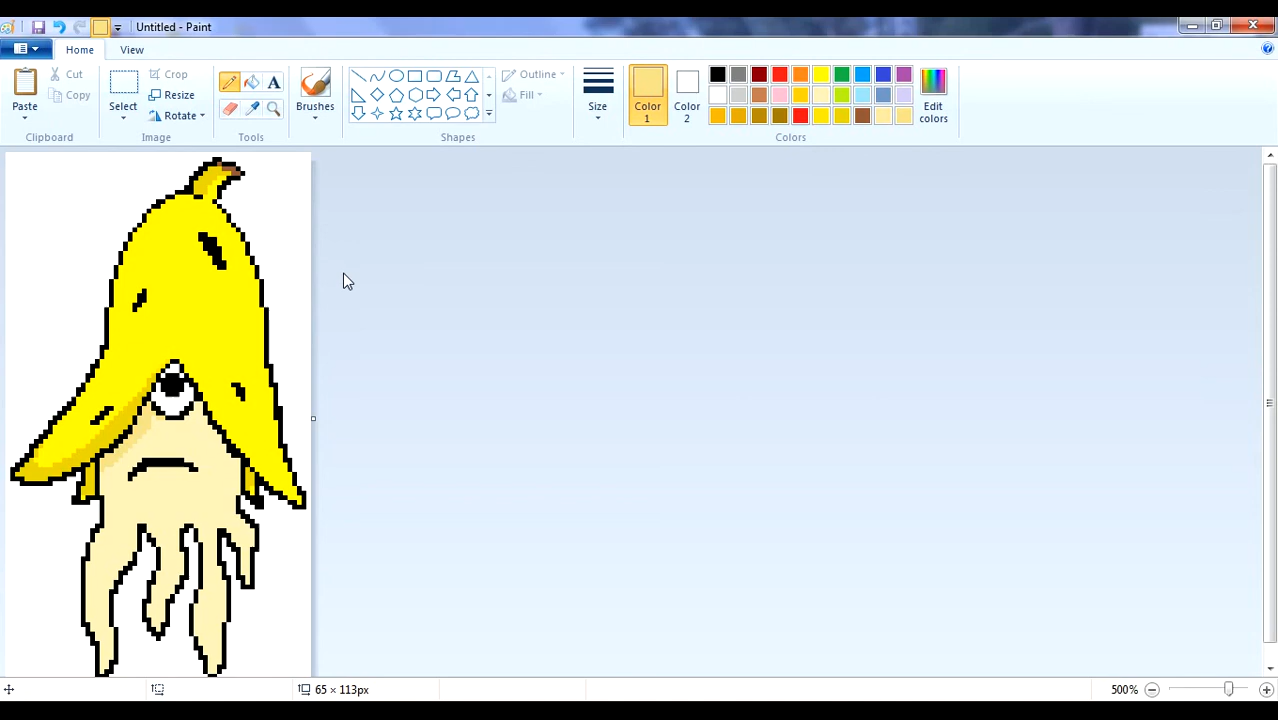 Untitled - Paint
Home View
Paste
Cut
Copy
Clipboard
Select
Crop
Resize
Rotate
Image
A
Tools
Brushes
Outline
Fill
Shapes
Size
Color 1
Color 2
Edit colors
Colors
65 × 113px
500%